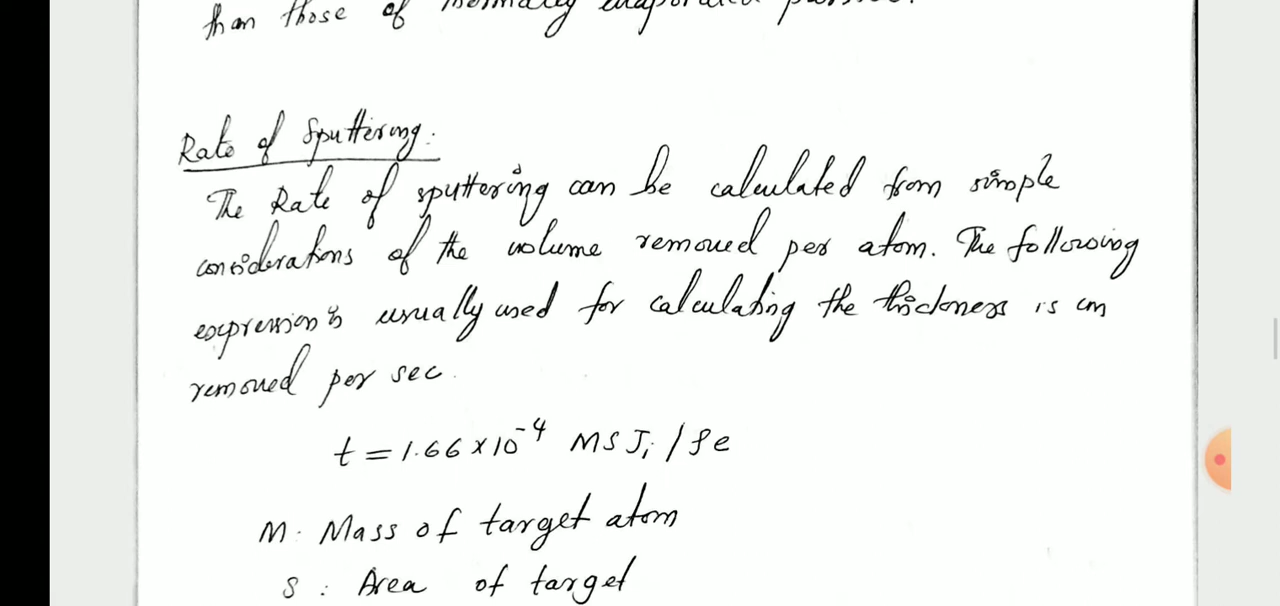 than those of
Rate of Sputtering:
The Rate of sputtering can be calculated from simple
considerations of the volume removed per atom. The following
expression is usually used for calculating the thickness is cm
removed per sec.
t = 1.66 × 10⁻⁴ MSJᵢ / ρe
M: Mass of target atom
S: Area of target